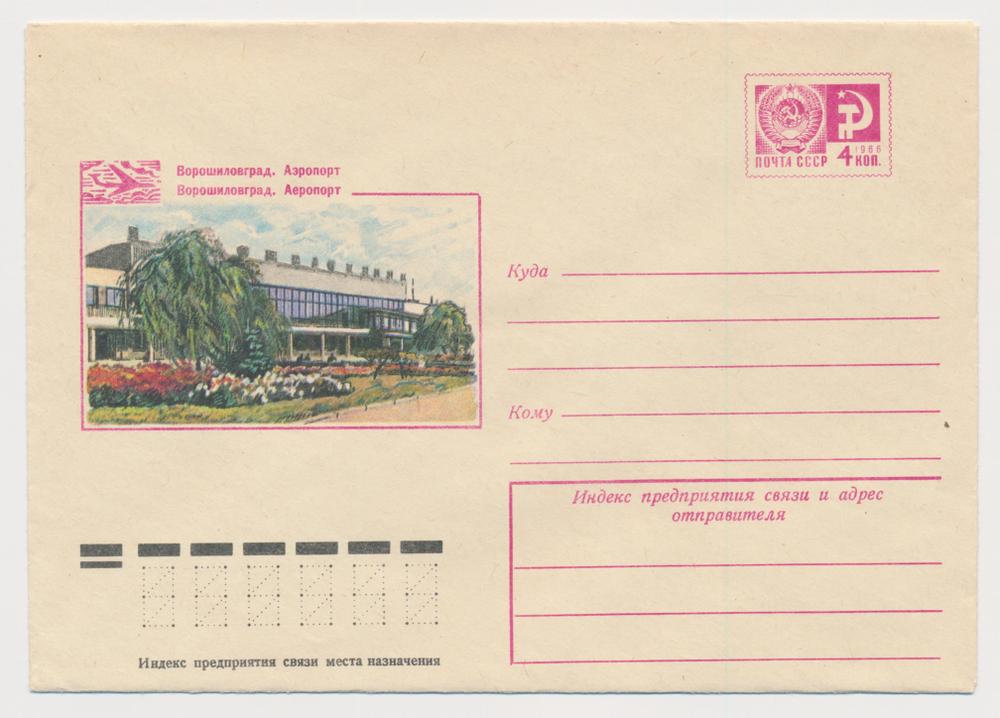 Ворошиловград. Аэропорт
Ворошиловград. Аеропорт
ПОЧТА СССР 4 1966 КОП.
Куда
Кому
Индекс предприятия связи и адрес
отправителя
Индекс предприятия связи места назначения